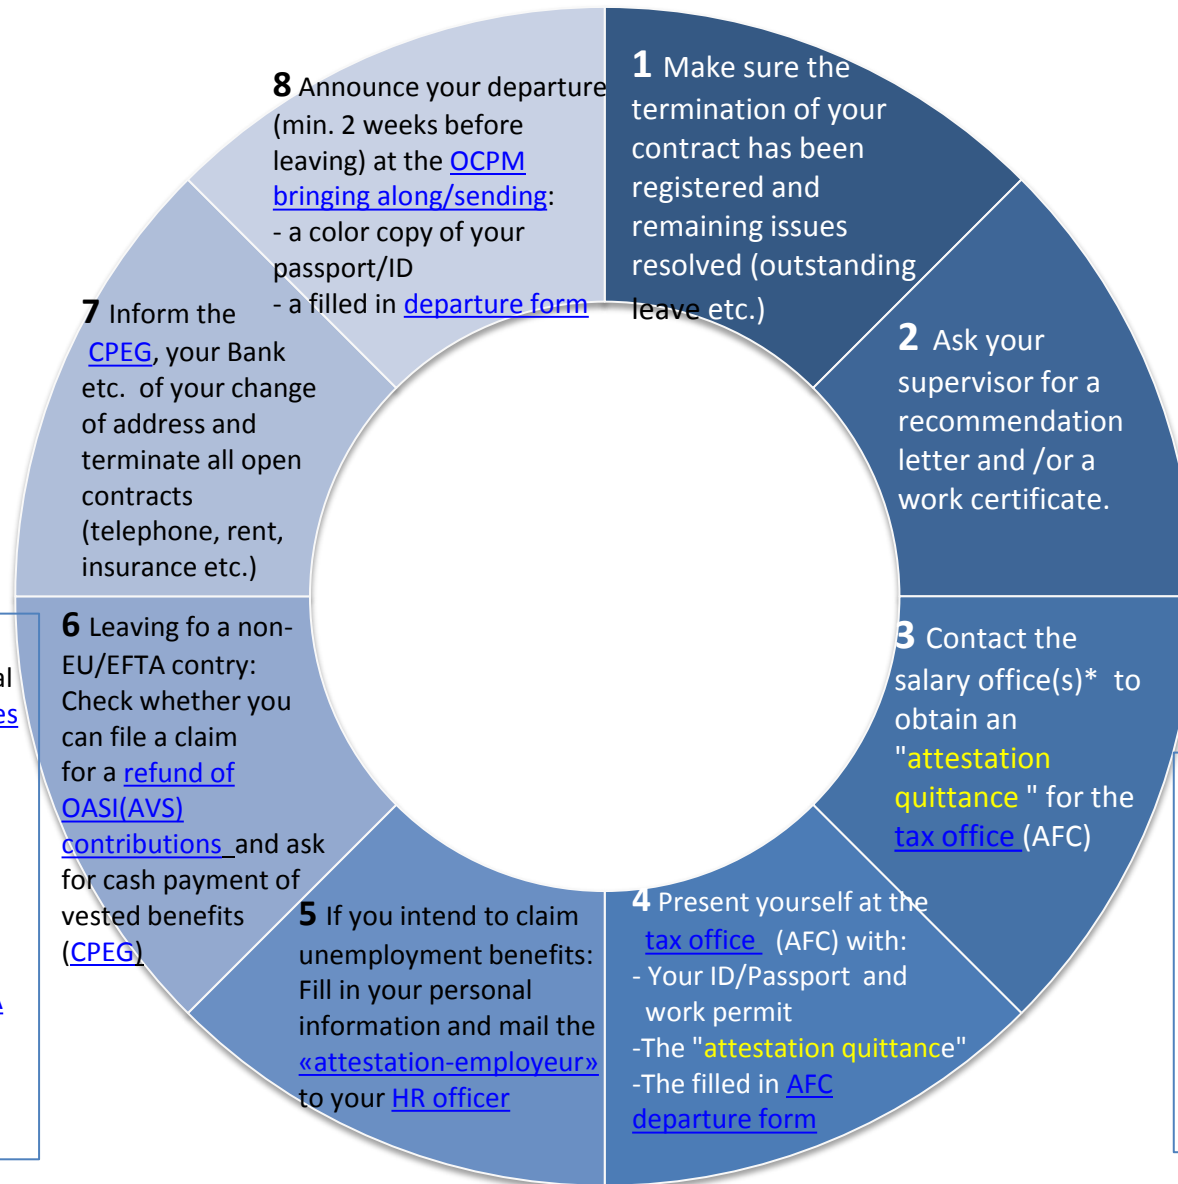 1 Make sure the
termination of your
contract has been
registered and
remaining issues
resolved (outstanding
leave etc.)
2 Ask your
supervisor for a
recommendation
letter and /or a
work certificate.
3 Contact the
salary office(s)* to
obtain an
"attestation
quittance " for the
tax office (AFC)
4 Present yourself at the
tax office (AFC) with:
- Your ID/Passport and
work permit
-The "attestation quittance"
-The filled in AFC
departure form
5 If you intend to claim
unemployment benefits:
Fill in your personal
information and mail the
«attestation-employeur»
to your HR officer
6 Leaving fo a non-
EU/EFTA contry:
Check whether you
can file a claim
for a refund of
OASI(AVS)
contributions and ask
for cash payment of
vested benefits
(CPEG)
7 Inform the
CPEG, your Bank
etc. of your change
of address and
terminate all open
contracts
(telephone, rent,
insurance etc.)
8 Announce your departure
(min. 2 weeks before
leaving) at the OCPM
bringing along/sending:
- a color copy of your
passport/ID
- a filled in departure form